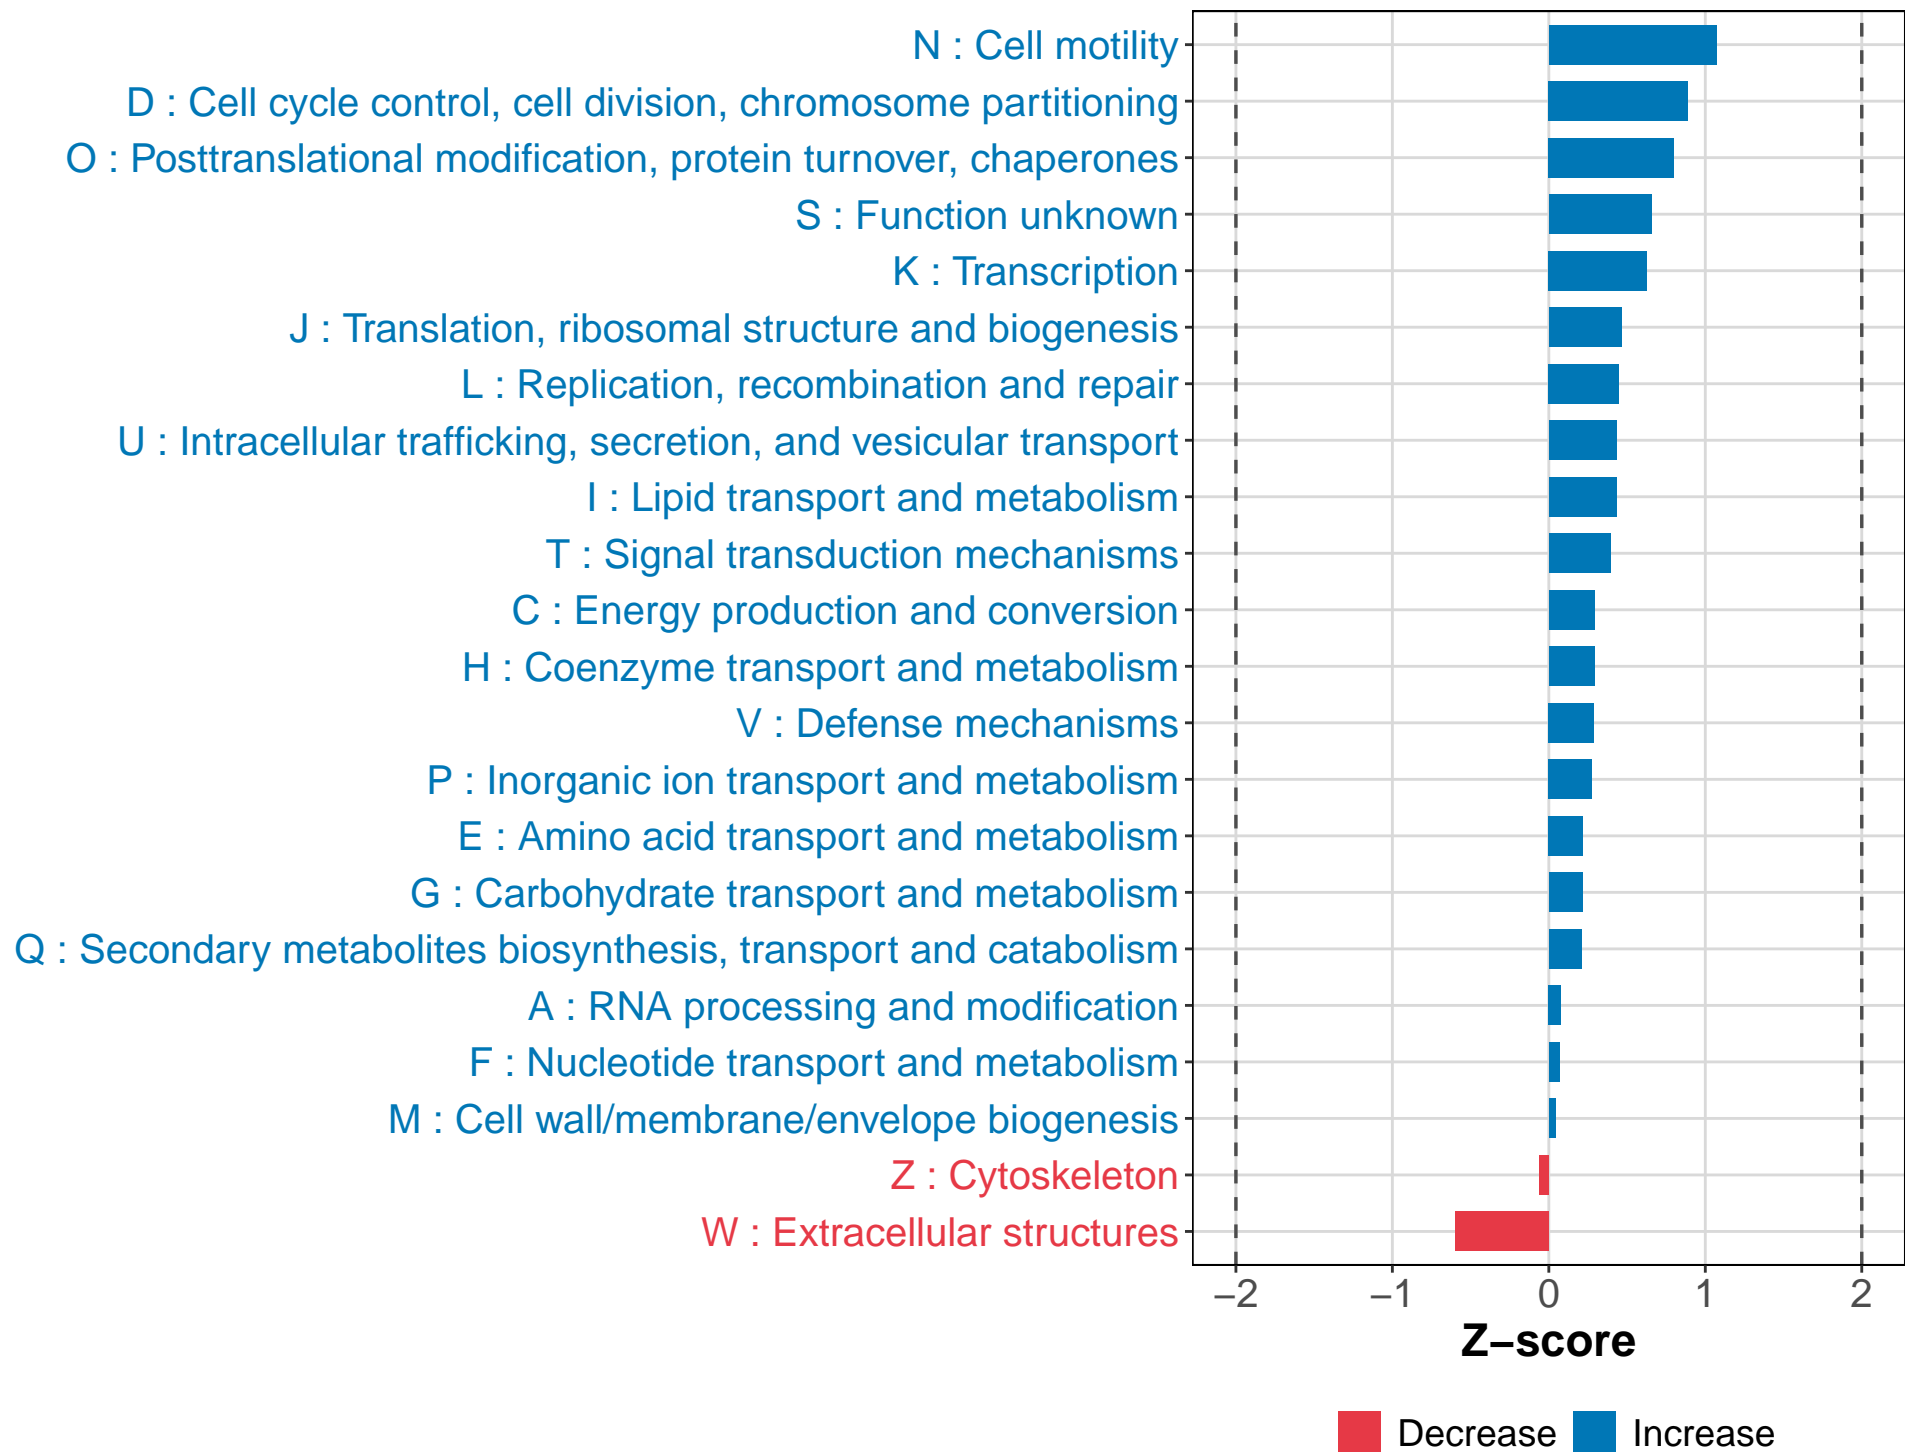 N : Cell motility
D : Cell cycle control, cell division, chromosome partitioning
O : Posttranslational modification, protein turnover, chaperones
S : Function unknown
K : Transcription
J : Translation, ribosomal structure and biogenesis
L : Replication, recombination and repair
U : Intracellular trafficking, secretion, and vesicular transport
I : Lipid transport and metabolism
T : Signal transduction mechanisms
C : Energy production and conversion
H : Coenzyme transport and metabolism
V : Defense mechanisms
P : Inorganic ion transport and metabolism
E : Amino acid transport and metabolism
G : Carbohydrate transport and metabolism
Q : Secondary metabolites biosynthesis, transport and catabolism
A : RNA processing and modification
F : Nucleotide transport and metabolism
M : Cell wall/membrane/envelope biogenesis
Z : Cytoskeleton
W : Extracellular structures
−2 −1 0 1 2
Z−score
Decrease Increase